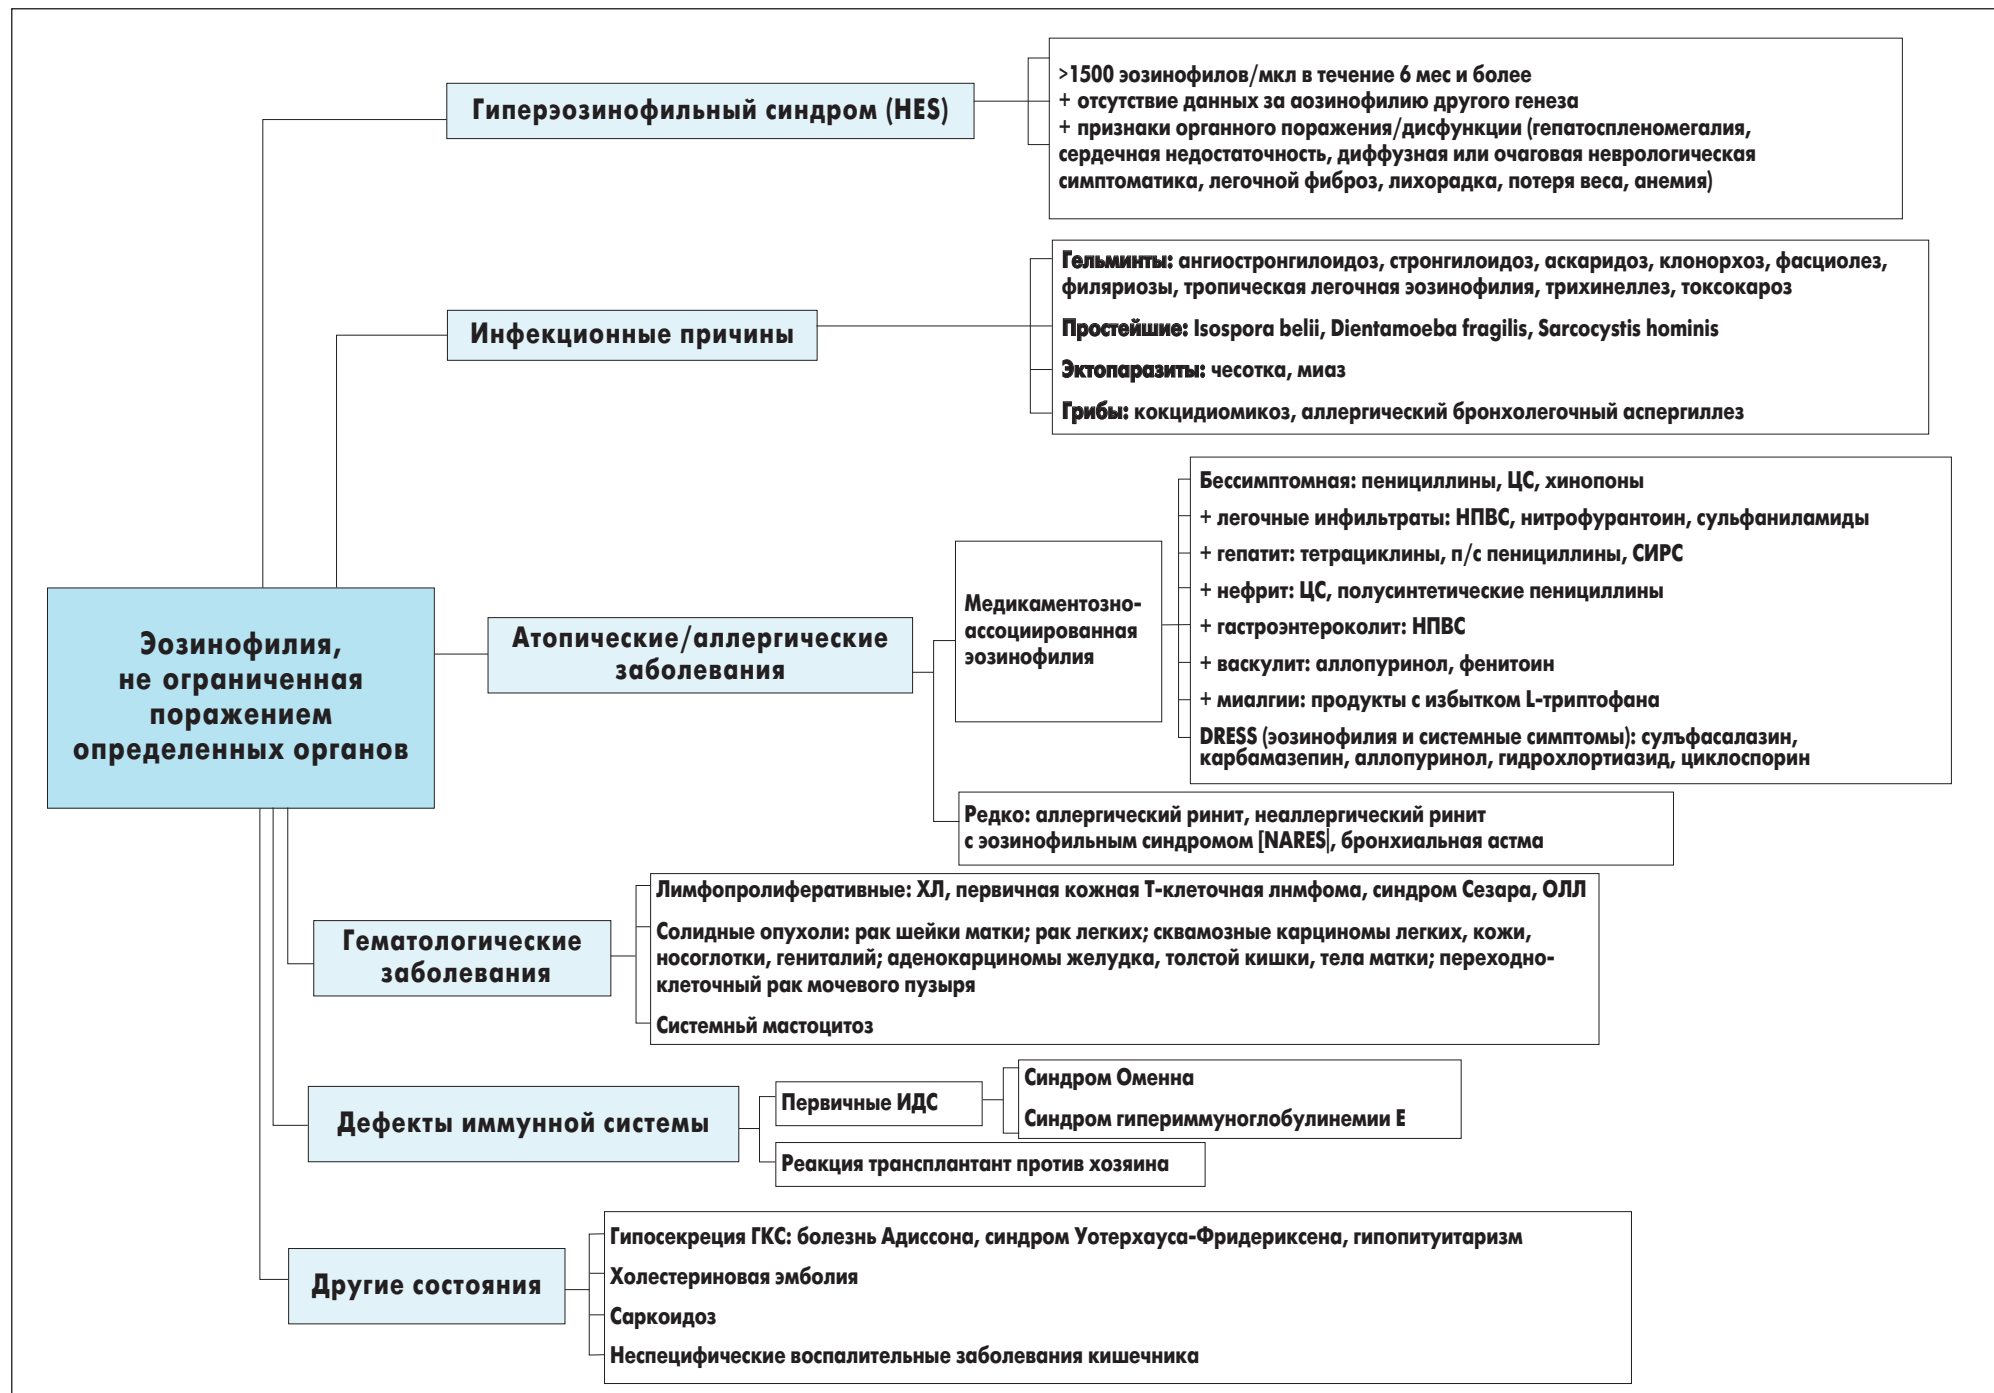 Гиперэозинофильный синдром (HES)
>1500 эозинофилов/мкл в течение 6 мес и более
+ отсутствие данных за аозинофилию другого генеза
+ признаки органного поражения/дисфункции (гепатоспленомегалия,
сердечная недостаточность, диффузная или очаговая неврологическая
симптоматика, легочной фиброз, лихорадка, потеря веса, анемия)
Инфекционные причины
Гельминты: ангиостронгилоидоз, стронгилоидоз, аскаридоз, клонорхоз, фасциолез,
филяриозы, тропическая легочная эозинофилия, трихинеллез, токсокароз
Простейшие: Isospora belii, Dientamoeba fragilis, Sarcocystis hominis
Эктопаразиты: чесотка, миаз
Грибы: кокцидиомикоз, аллергический бронхолегочный аспергиллез
Эозинофилия,
не ограниченная
поражением
определенных органов
Атопические/аллергические
заболевания
Медикаментозно-
ассоциированная
эозинофилия
Бессимптомная: пенициллины, ЦС, хинопоны
+ легочные инфильтраты: НПВС, нитрофурантоин, сульфаниламиды
+ гепатит: тетрациклины, п/с пенициллины, СИРС
+ нефрит: ЦС, полусинтетические пенициллины
+ гастроэнтероколит: НПВС
+ васкулит: аллопуринол, фенитоин
+ миалгии: продукты с избытком L-триптофана
DRESS (эозинофилия и системные симптомы): сулъфасалазин,
карбамазепин, аллопуринол, гидрохлортиазид, циклоспорин
Редко: аллергический ринит, неаллергический ринит
с эозинофильным синдромом [NARES|, бронхиальная астма
Гематологические
заболевания
Лимфопролиферативные: ХЛ, первичная кожная Т-клеточная лнмфома, синдром Сезара, ОЛЛ
Солидные опухоли: рак шейки матки; рак легких; сквамозные карциномы легких, кожи,
носоглотки, гениталий; аденокарциномы желудка, толстой кишки, тела матки; переходно-
клеточный рак мочевого пузыря
Системньй мастоцитоз
Дефекты иммунной системы
Первичные ИДС
Синдром Оменна
Синдром гипериммуноглобулинемии Е
Реакция трансплантант против хозяина
Другие состояния
Гипосекреция ГКС: болезнь Адиссона, синдром Уотерхауса-Фридериксена, гипопитуитаризм
Холестериновая эмболия
Саркоидоз
Неспецифические воспалительные заболевания кишечника